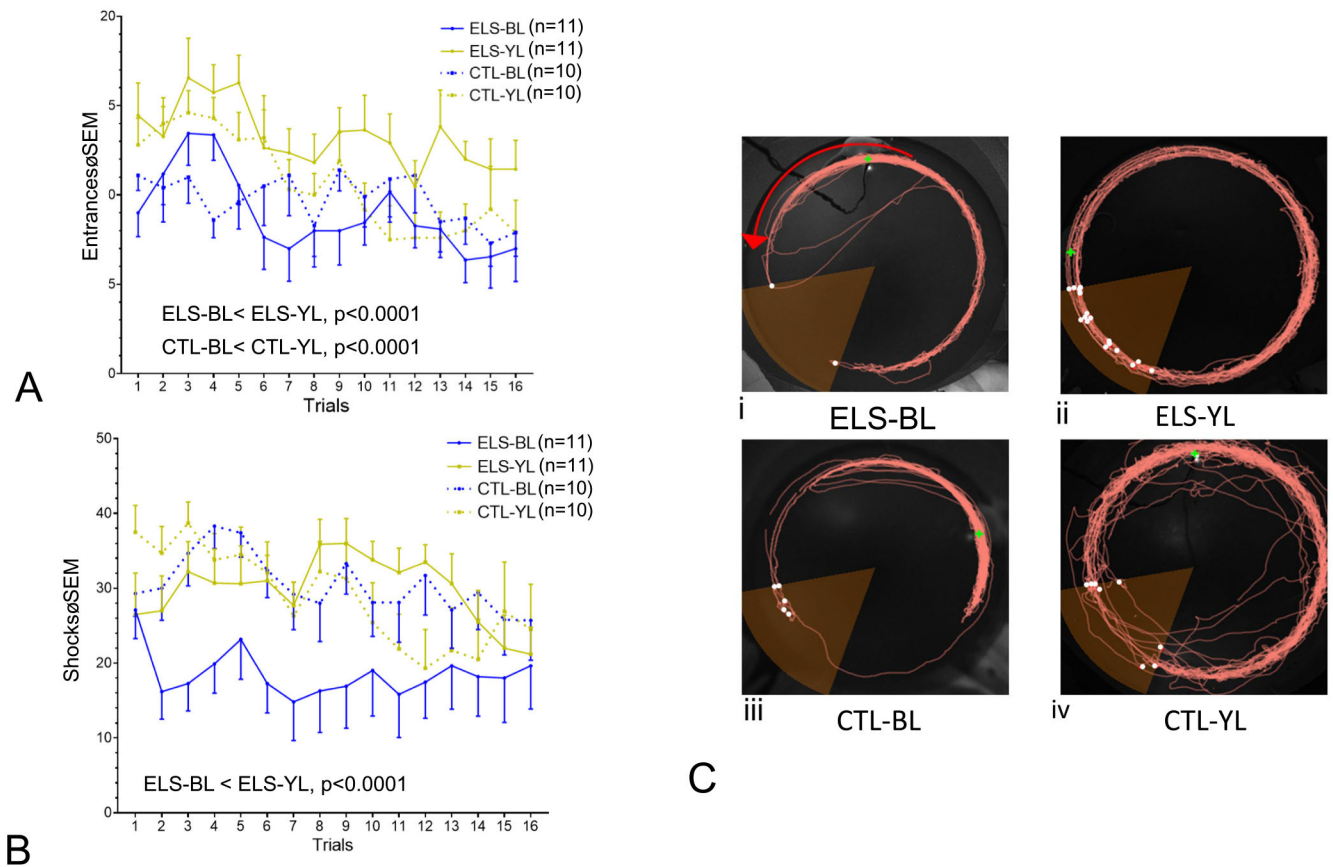 20
5
0
5
0
EntrancesøSEM
ELS-BL (n=11)
ELS-YL (n=11)
CTL-BL (n=10)
CTL-YL (n=10)
ELS-BL< ELS-YL, p<0.0001
CTL-BL< CTL-YL, p<0.0001
1 2 3 4 5 6 7 8 9 10 11 12 13 14 15 16
Trials
A
50
40
30
20
10
0
ShocksøSEM
ELS-BL (n=11)
ELS-YL (n=11)
CTL-BL (n=10)
CTL-YL (n=10)
ELS-BL < ELS-YL, p<0.0001
1 2 3 4 5 6 7 8 9 10 11 12 13 14 15 16
Trials
B
i
ELS-BL
ii
ELS-YL
iii
CTL-BL
iv
CTL-YL
C